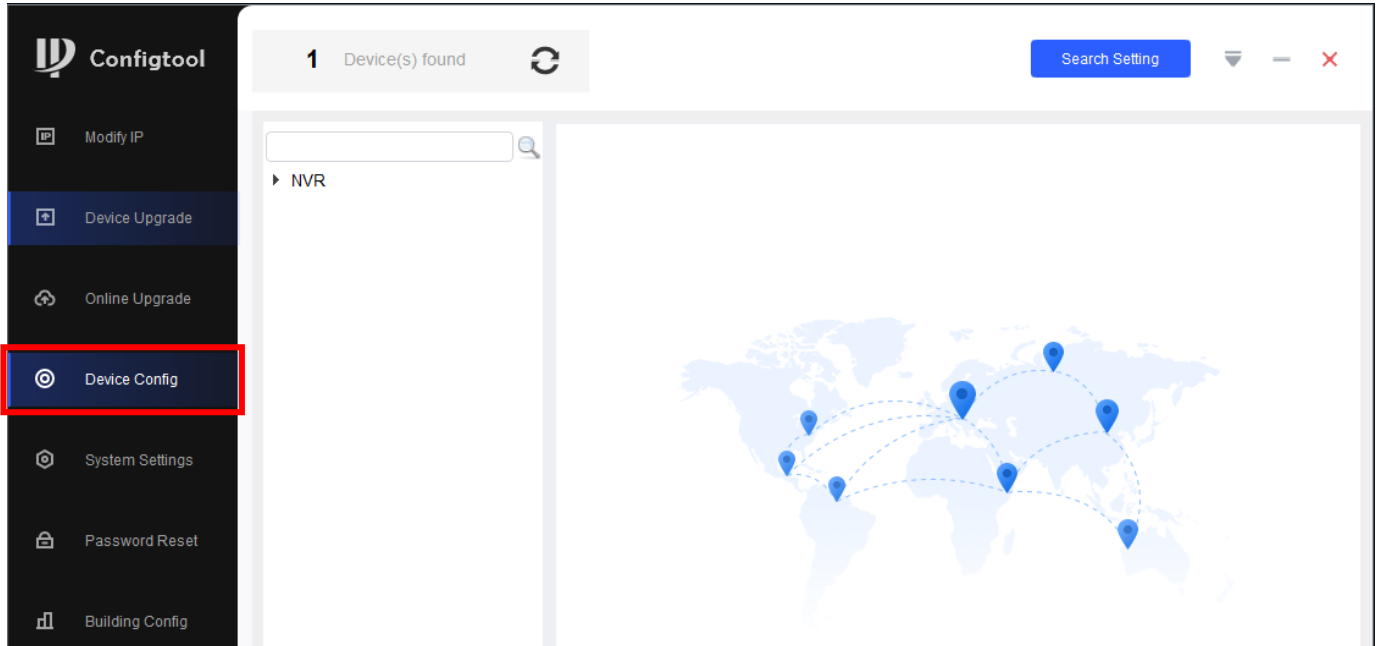 Configtool
1 Device(s) found
Search Setting
Modify IP
Device Upgrade
Online Upgrade
Device Config
System Settings
Password Reset
Building Config
NVR